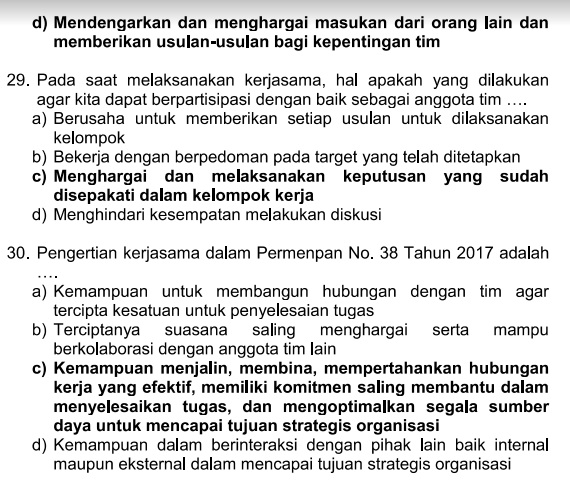 d) Mendengarkan dan menghargai masukan dari orang lain dan
memberikan usulan-usulan bagi kepentingan tim
29. Pada saat melaksanakan kerjasama, hal apakah yang dilakukan
agar kita dapat berpartisipasi dengan baik sebagai anggota tim ....
a) Berusaha untuk memberikan setiap usulan untuk dilaksanakan
kelompok
b) Bekerja dengan berpedoman pada target yang telah ditetapkan
c) Menghargai dan melaksanakan keputusan yang sudah
disepakati dalam kelompok kerja
d) Menghindari kesempatan melakukan diskusi
30. Pengertian kerjasama dalam Permenpan No. 38 Tahun 2017 adalah
....
a) Kemampuan untuk membangun hubungan dengan tim agar
tercipta kesatuan untuk penyelesaian tugas
b) Terciptanya suasana saling menghargai serta mampu
berkolaborasi dengan anggota tim lain
c) Kemampuan menjalin, membina, mempertahankan hubungan
kerja yang efektif, memiliki komitmen saling membantu dalam
menyelesaikan tugas, dan mengoptimalkan segala sumber
daya untuk mencapai tujuan strategis organisasi
d) Kemampuan dalam berinteraksi dengan pihak lain baik internal
maupun eksternal dalam mencapai tujuan strategis organisasi